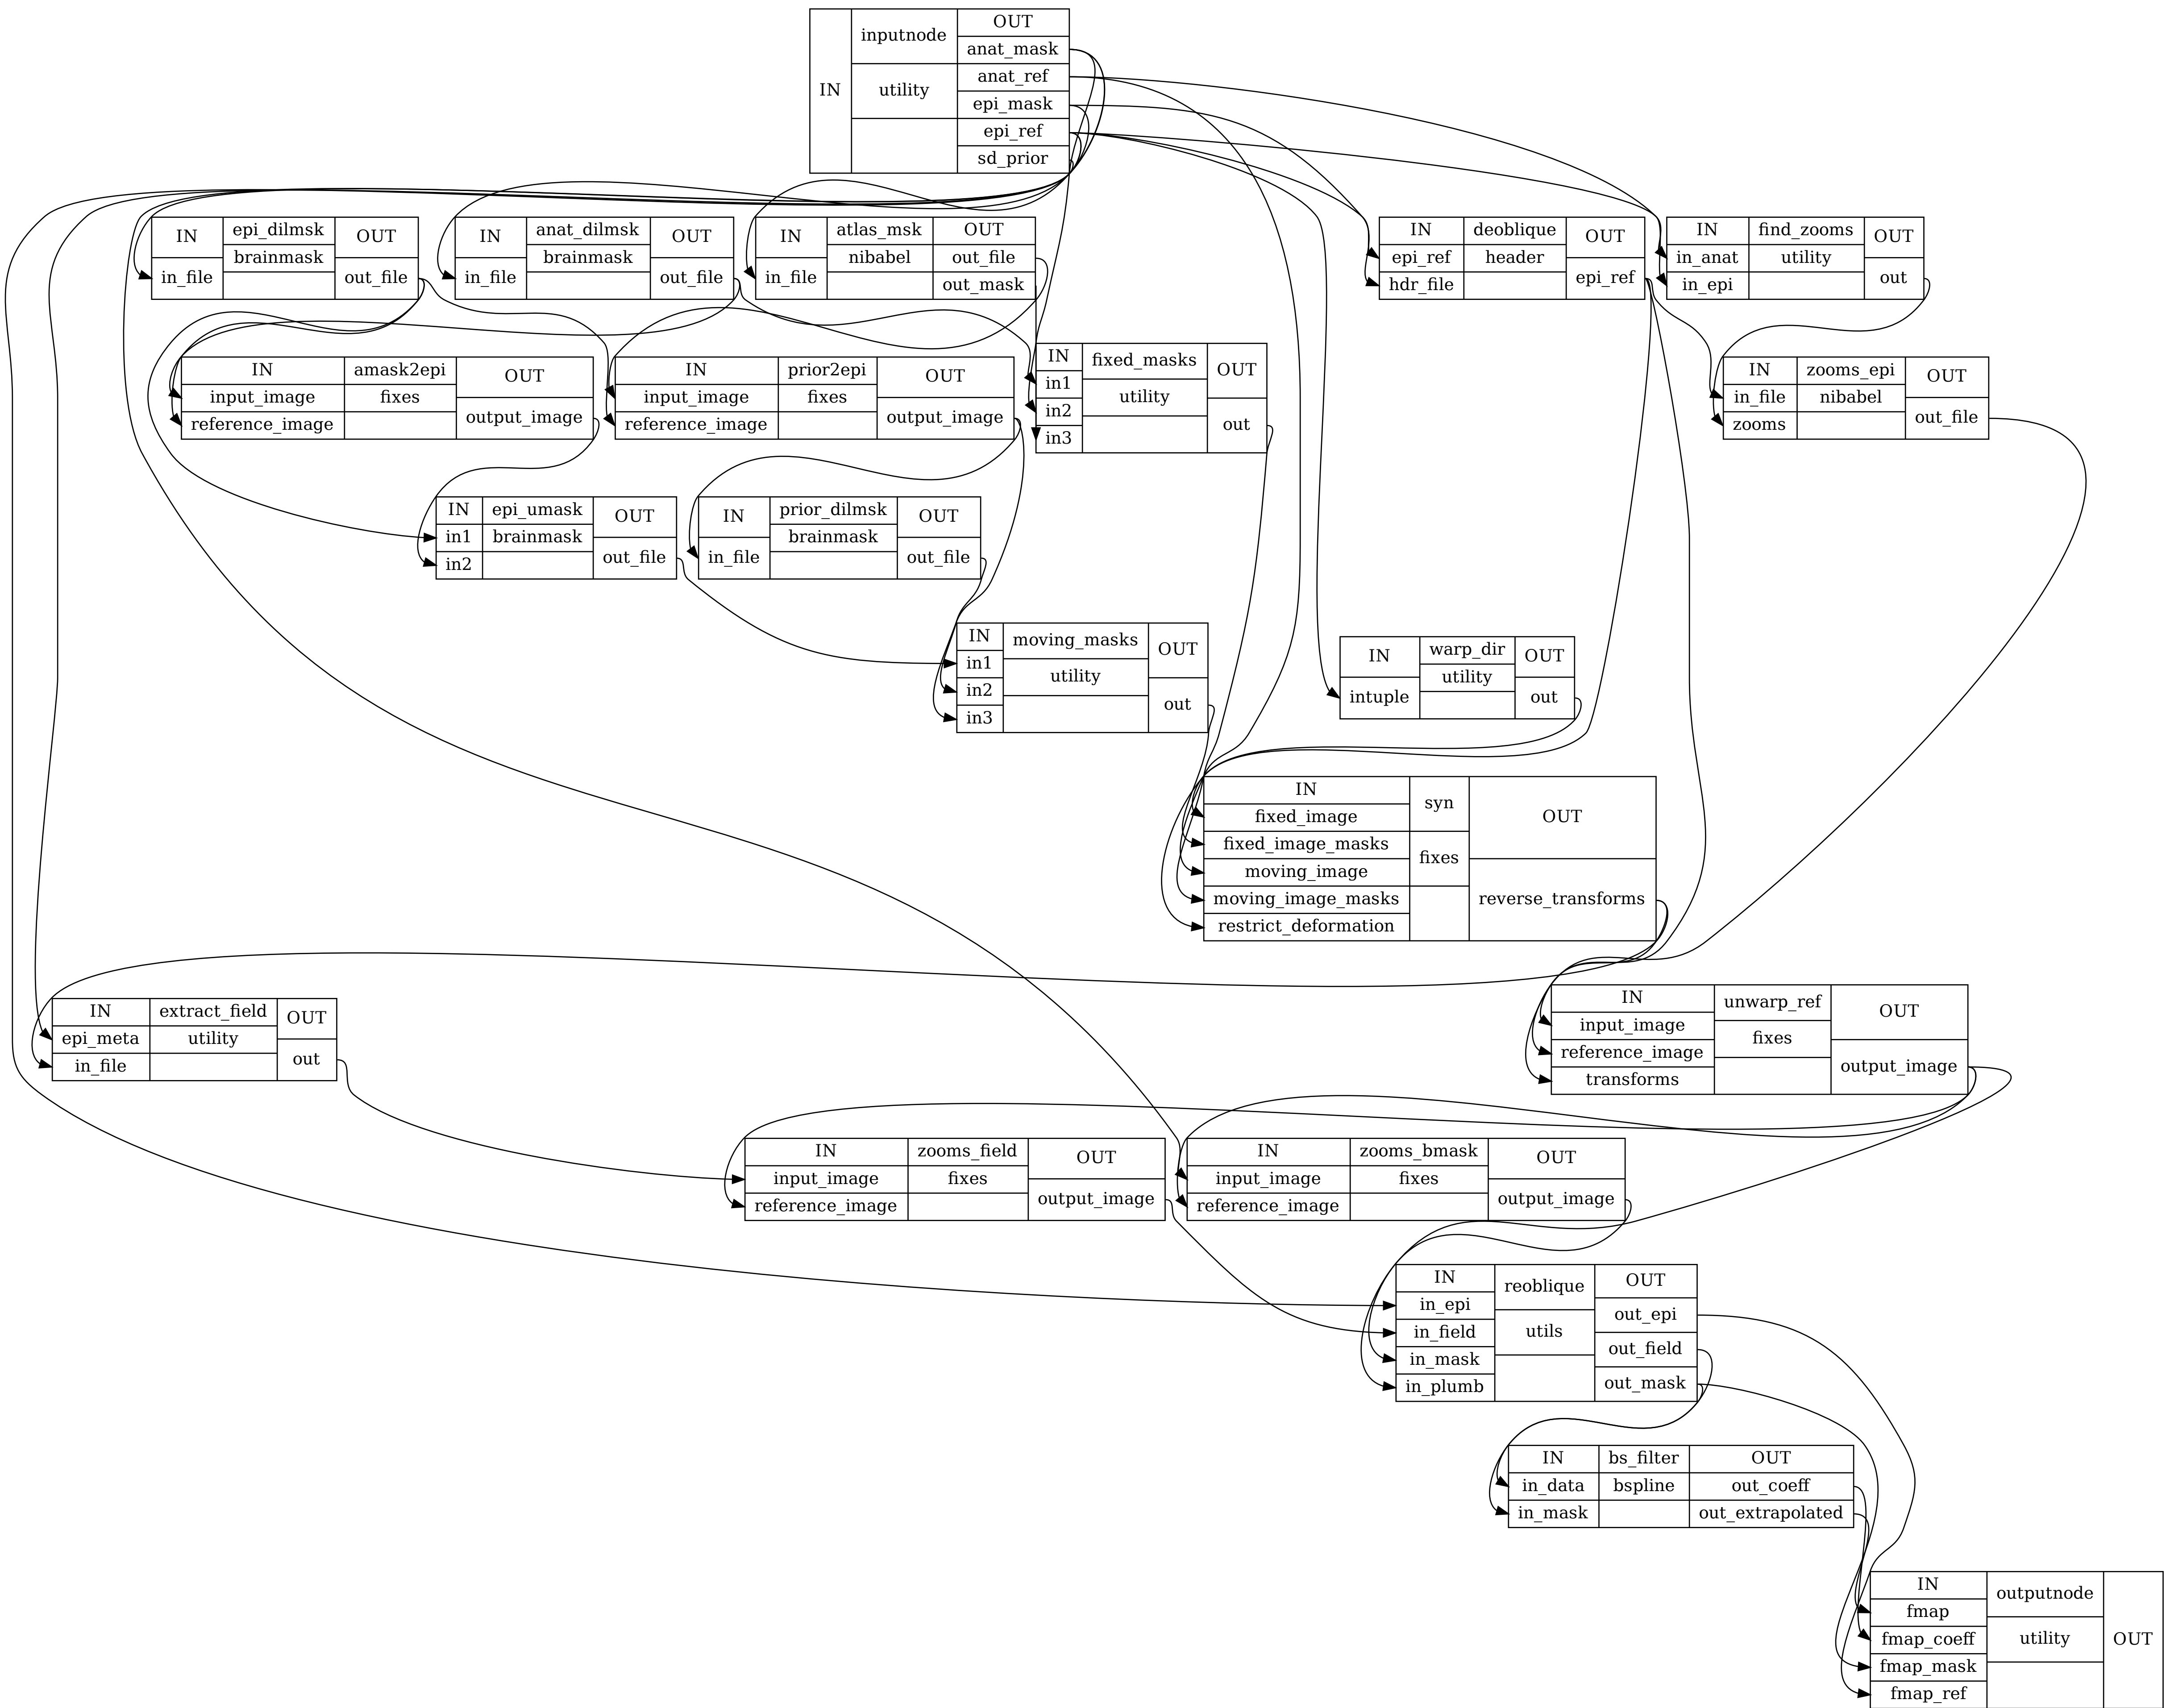 IN
inputnode
utility
OUT
anat_mask
anat_ref
epi_mask
epi_ref
sd_prior
IN
in_file
epi_dilmsk
brainmask
OUT
out_file
IN
in_file
anat_dilmsk
brainmask
OUT
out_file
IN
in_file
atlas_msk
nibabel
OUT
out_file
out_mask
IN
epi_ref
hdr_file
deoblique
header
OUT
epi_ref
IN
in_anat
in_epi
find_zooms
utility
OUT
out
IN
input_image
reference_image
amask2epi
fixes
OUT
output_image
IN
input_image
reference_image
prior2epi
fixes
OUT
output_image
IN
in1
in2
in3
fixed_masks
utility
OUT
out
IN
in_file
zooms
zooms_epi
nibabel
OUT
out_file
IN
in1
in2
epi_umask
brainmask
OUT
out_file
IN
in_file
prior_dilmsk
brainmask
OUT
out_file
IN
in1
in2
in3
moving_masks
utility
OUT
out
IN
intuple
warp_dir
utility
OUT
out
IN
fixed_image
fixed_image_masks
moving_image
moving_image_masks
restrict_deformation
syn
fixes
OUT
reverse_transforms
IN
epi_meta
in_file
extract_field
utility
OUT
out
IN
input_image
reference_image
transforms
unwarp_ref
fixes
OUT
output_image
IN
input_image
reference_image
zooms_field
fixes
OUT
output_image
IN
input_image
reference_image
zooms_bmask
fixes
OUT
output_image
IN
in_epi
in_field
in_mask
in_plumb
reoblique
utils
OUT
out_epi
out_field
out_mask
IN
in_data
in_mask
bs_filter
bspline
OUT
out_coeff
out_extrapolated
IN
fmap
fmap_coeff
fmap_mask
fmap_ref
outputnode
utility
OUT